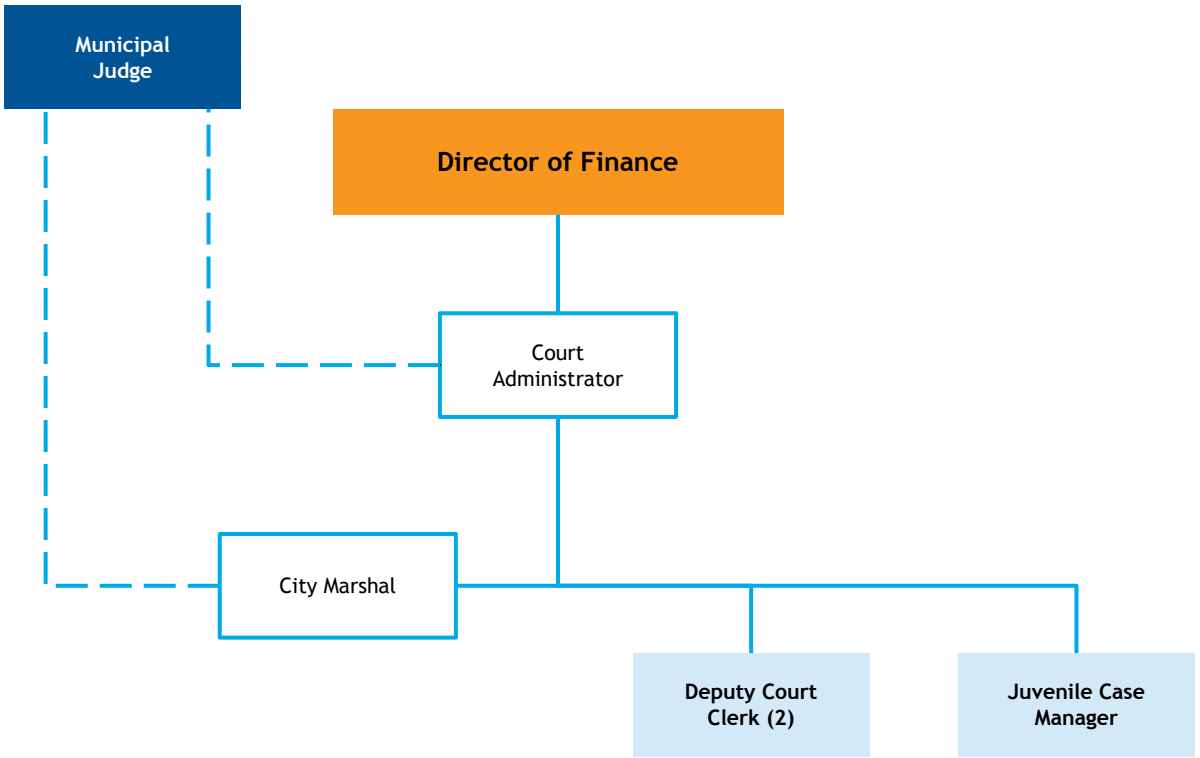 Municipal
Judge
Director of Finance
Court
Administrator
City Marshal
Deputy Court
Clerk (2)
Juvenile Case
Manager